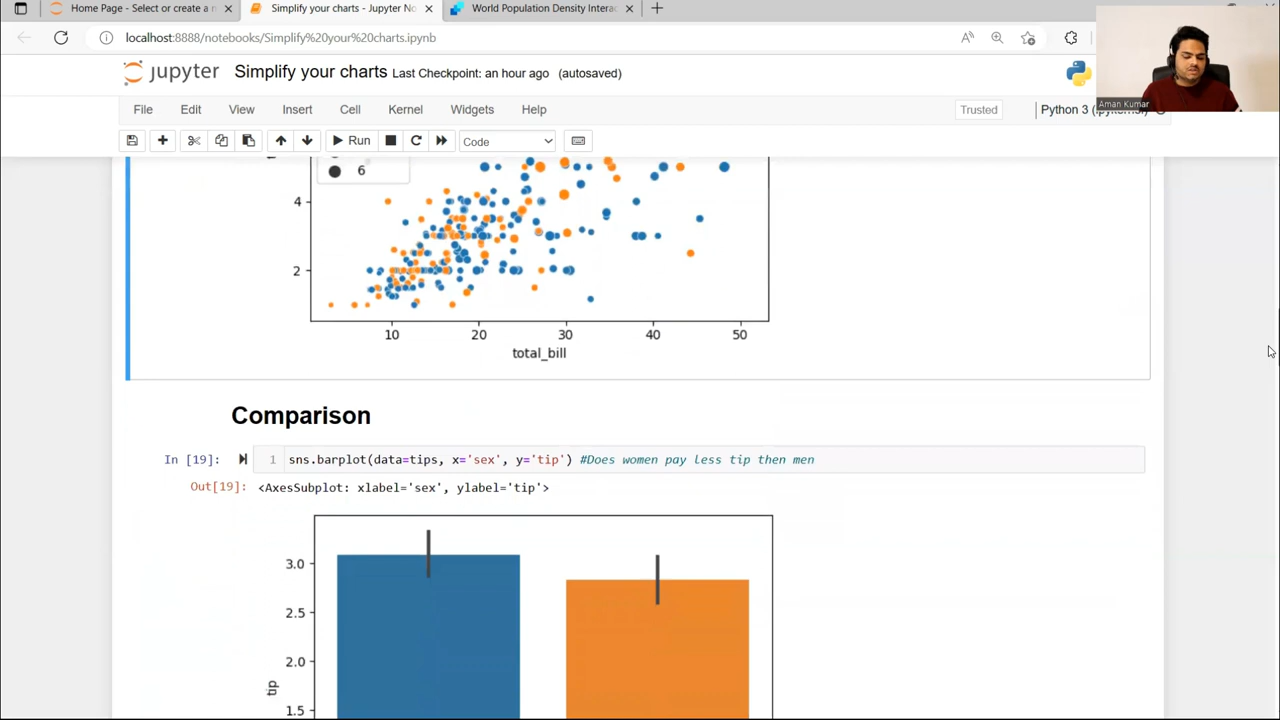 Home Page - Select or create a n
Simplify your charts - Jupyter No
World Population Density Interac
localhost:8888/notebooks/Simplify%20your%20charts.ipynb
Aman Kumar
jupyter Simplify your charts Last Checkpoint: an hour ago (autosaved)
File Edit View Insert Cell Kernel Widgets Help
Trusted Python 3
Run Code
6
4
2
10 20 30 40 50
total_bill
Comparison
In [19]: 1 sns.barplot(data=tips, x='sex', y='tip') #Does women pay less tip then men
Out[19]: <AxesSubplot: xlabel='sex', ylabel='tip'>
3.0
2.5
2.0
tip
1.5